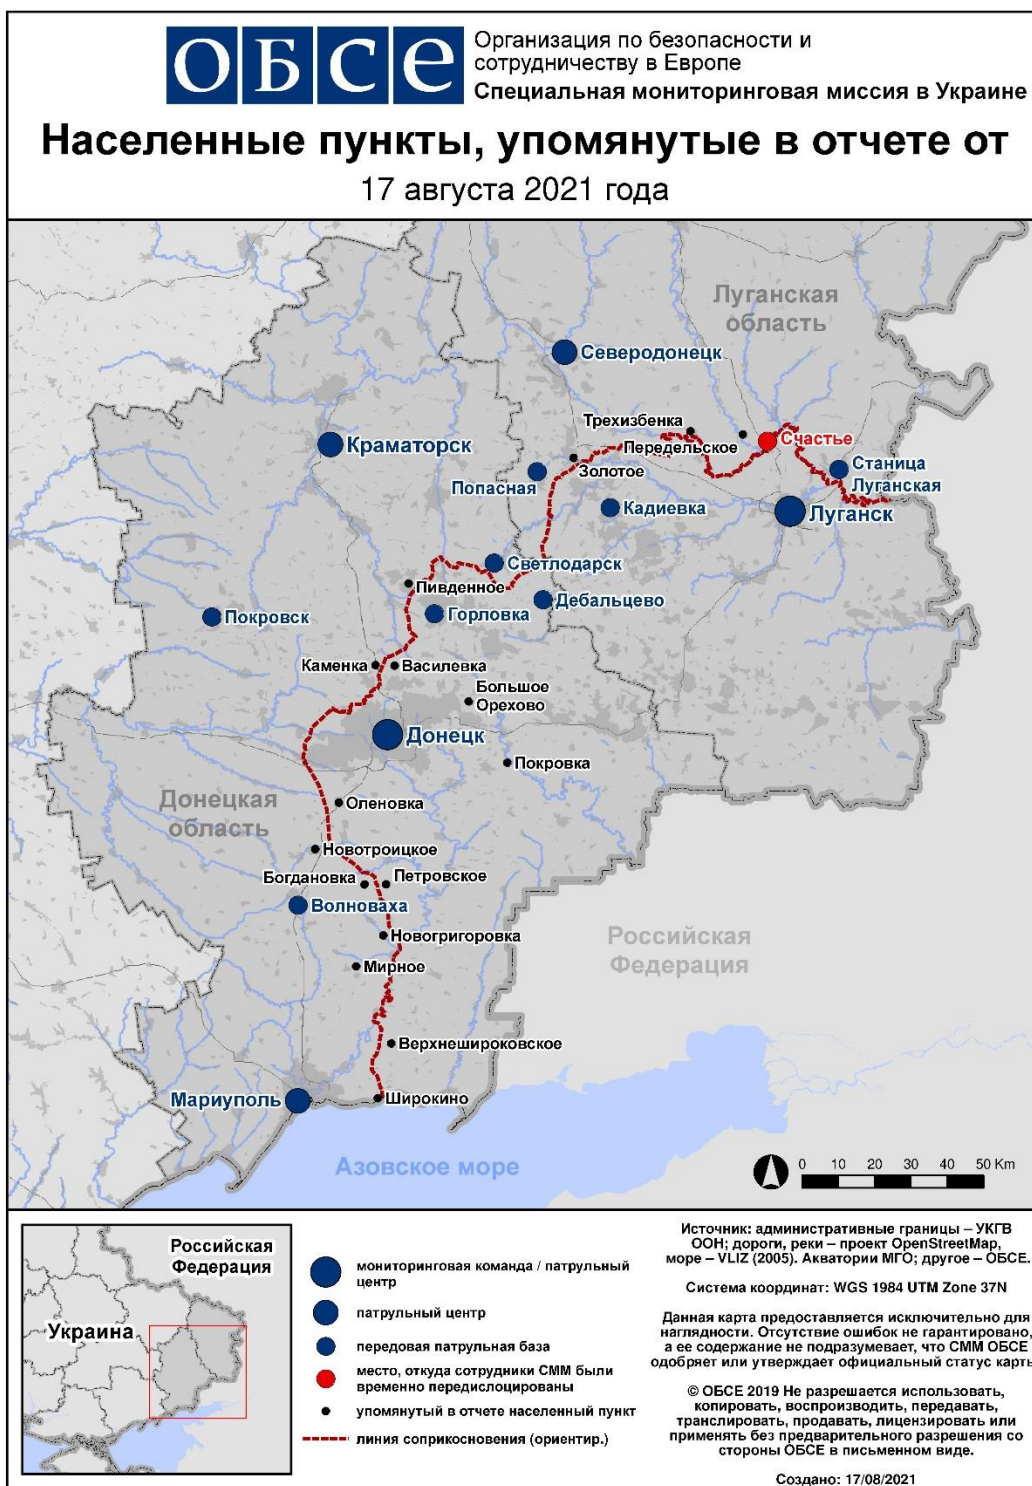 ОБСЕ
Организация по безопасности и
сотрудничеству в Европе
Специальная мониторинговая миссия в Украине
Населенные пункты, упомянутые в отчете от
17 августа 2021 года
Луганская
область
Северодонецк
Трехизбенка
Счастье
Краматорск
Передельское
Золотое
Станица
Луганская
Попасная
Кадиевка
Луганск
Светлодарск
Пивденное
Дебальцево
Покровск
Горловка
Каменка
Василевка
Большое
Орехово
Донецк
Покровка
Донецкая
область
Оленовка
Новотроицкое
Богдановка
Петровское
Волноваха
Новогригоровка
Российская
Федерация
Мирное
Верхнешироковское
Мариуполь
Широкино
Азовское море
0 10 20 30 40 50 Km
Российская
Федерация
Украина
мониторинговая команда / патрульный
центр
патрульный центр
передовая патрульная база
место, откуда сотрудники СММ были
временно передислоцированы
упомянутый в отчете населенный пункт
линия соприкосновения (ориентир.)
Источник: административные границы – УКГВ
ООН; дороги, реки – проект OpenStreetMap,
море – VLIZ (2005). Акватории МГО; другое – ОБСЕ.
Система координат: WGS 1984 UTM Zone 37N
Данная карта предоставляется исключительно для
наглядности. Отсутствие ошибок не гарантировано,
а ее содержание не подразумевает, что СММ ОБСЕ
одобряет или утверждает официальный статус карты
© ОБСЕ 2019 Не разрешается использовать,
копировать, воспроизводить, передавать,
транслировать, продавать, лицензировать или
применять без предварительного разрешения со
стороны ОБСЕ в письменном виде.
Создано: 17/08/2021